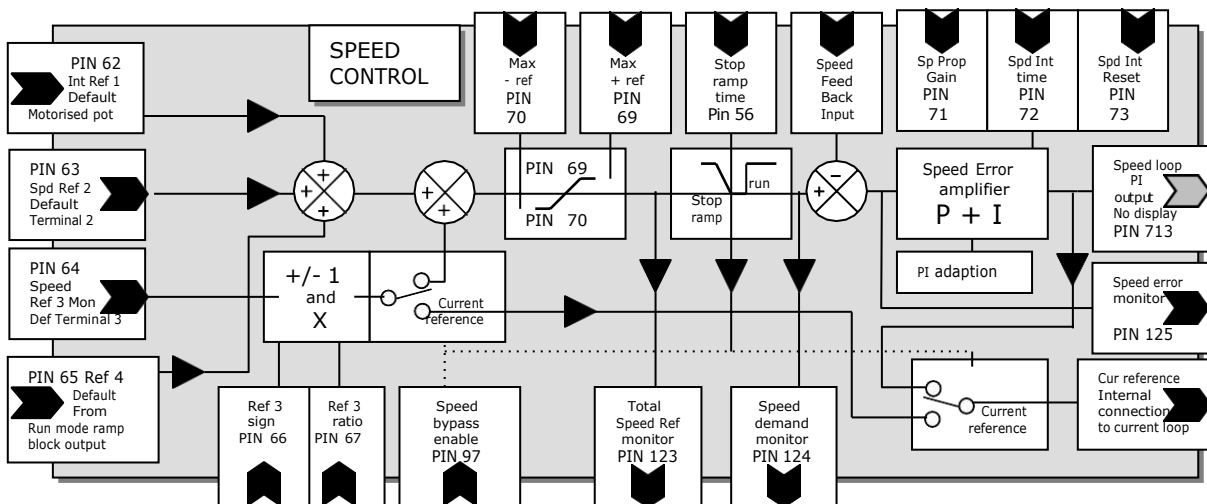 SPEED
CONTROL
PIN 62
Int Ref 1
Default
Motorised pot
PIN 63
Spd Ref 2
Default
Terminal 2
PIN 64
Speed
Ref 3 Mon
Def Terminal 3
PIN 65 Ref 4
Default
From
Run mode ramp
block output
Max
- ref
PIN
70
Max
+ ref
PIN
69
Stop
ramp
time
Pin 56
Speed
Feed
Back
Input
Sp Prop
Gain
PIN
71
Spd Int
time
PIN
72
Spd Int
Reset
PIN
73
+
+
+
+
+
PIN 69
PIN 70
Stop
ramp
run
+
−
Speed Error
amplifier
P + I
PI adaption
Speed loop
PI
output
No display
PIN 713
Speed error
monitor
PIN 125
+/- 1
and
X
Current
reference
Ref 3
sign
PIN 66
Ref 3
ratio
PIN 67
Speed
bypass
enable
PIN 97
Total
Speed Ref
monitor
PIN 123
Speed
demand
monitor
PIN 124
Current
reference
Cur reference
Internal
connection
to current loop